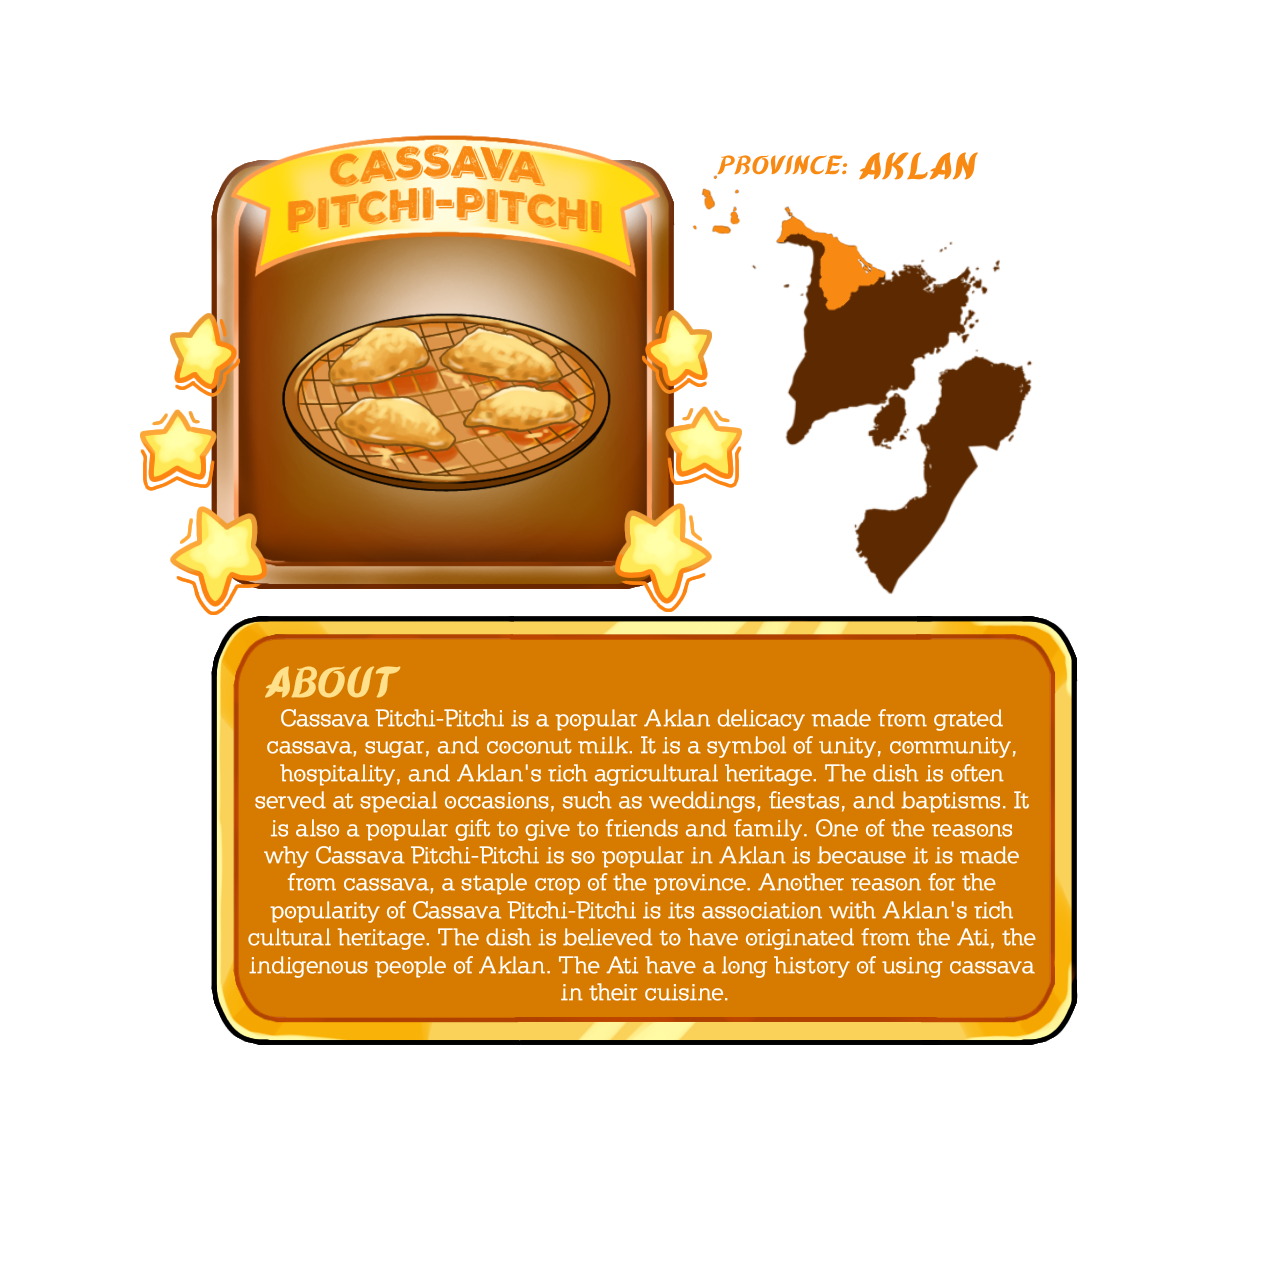 CASSAVA
PITCHI-PITCHI
PROVINCE: AKLAN
ABOUT
Cassava Pitchi-Pitchi is a popular Aklan delicacy made from grated
cassava, sugar, and coconut milk. It is a symbol of unity, community,
hospitality, and Aklan's rich agricultural heritage. The dish is often
served at special occasions, such as weddings, fiestas, and baptisms. It
is also a popular gift to give to friends and family. One of the reasons
why Cassava Pitchi-Pitchi is so popular in Aklan is because it is made
from cassava, a staple crop of the province. Another reason for the
popularity of Cassava Pitchi-Pitchi is its association with Aklan's rich
cultural heritage. The dish is believed to have originated from the Ati, the
indigenous people of Aklan. The Ati have a long history of using cassava
in their cuisine.